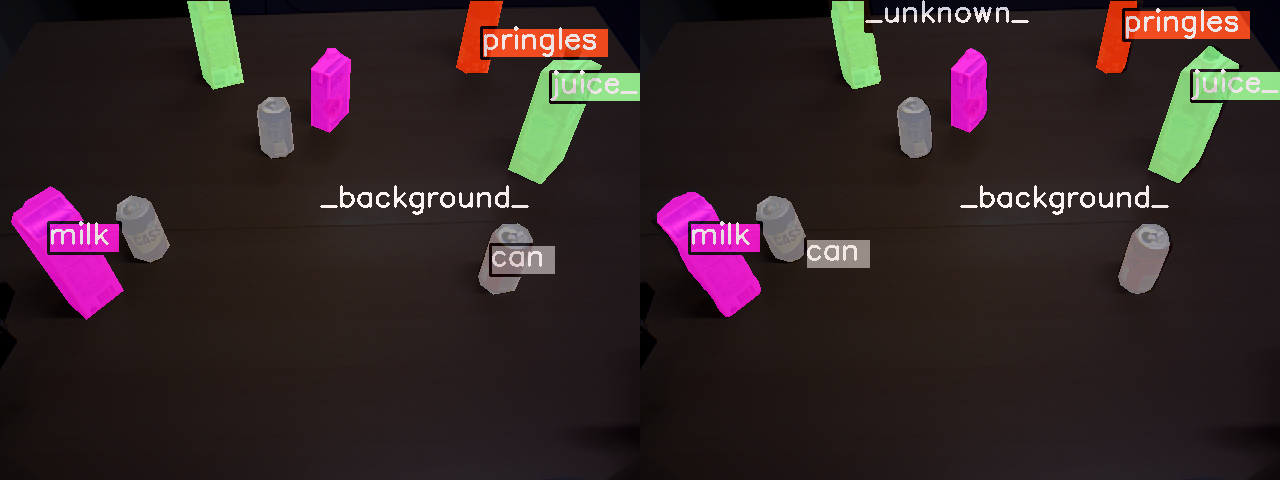 pringles
juice_
_background_
milk
can
_unknown_
pringles
juice_
_background_
milk
can